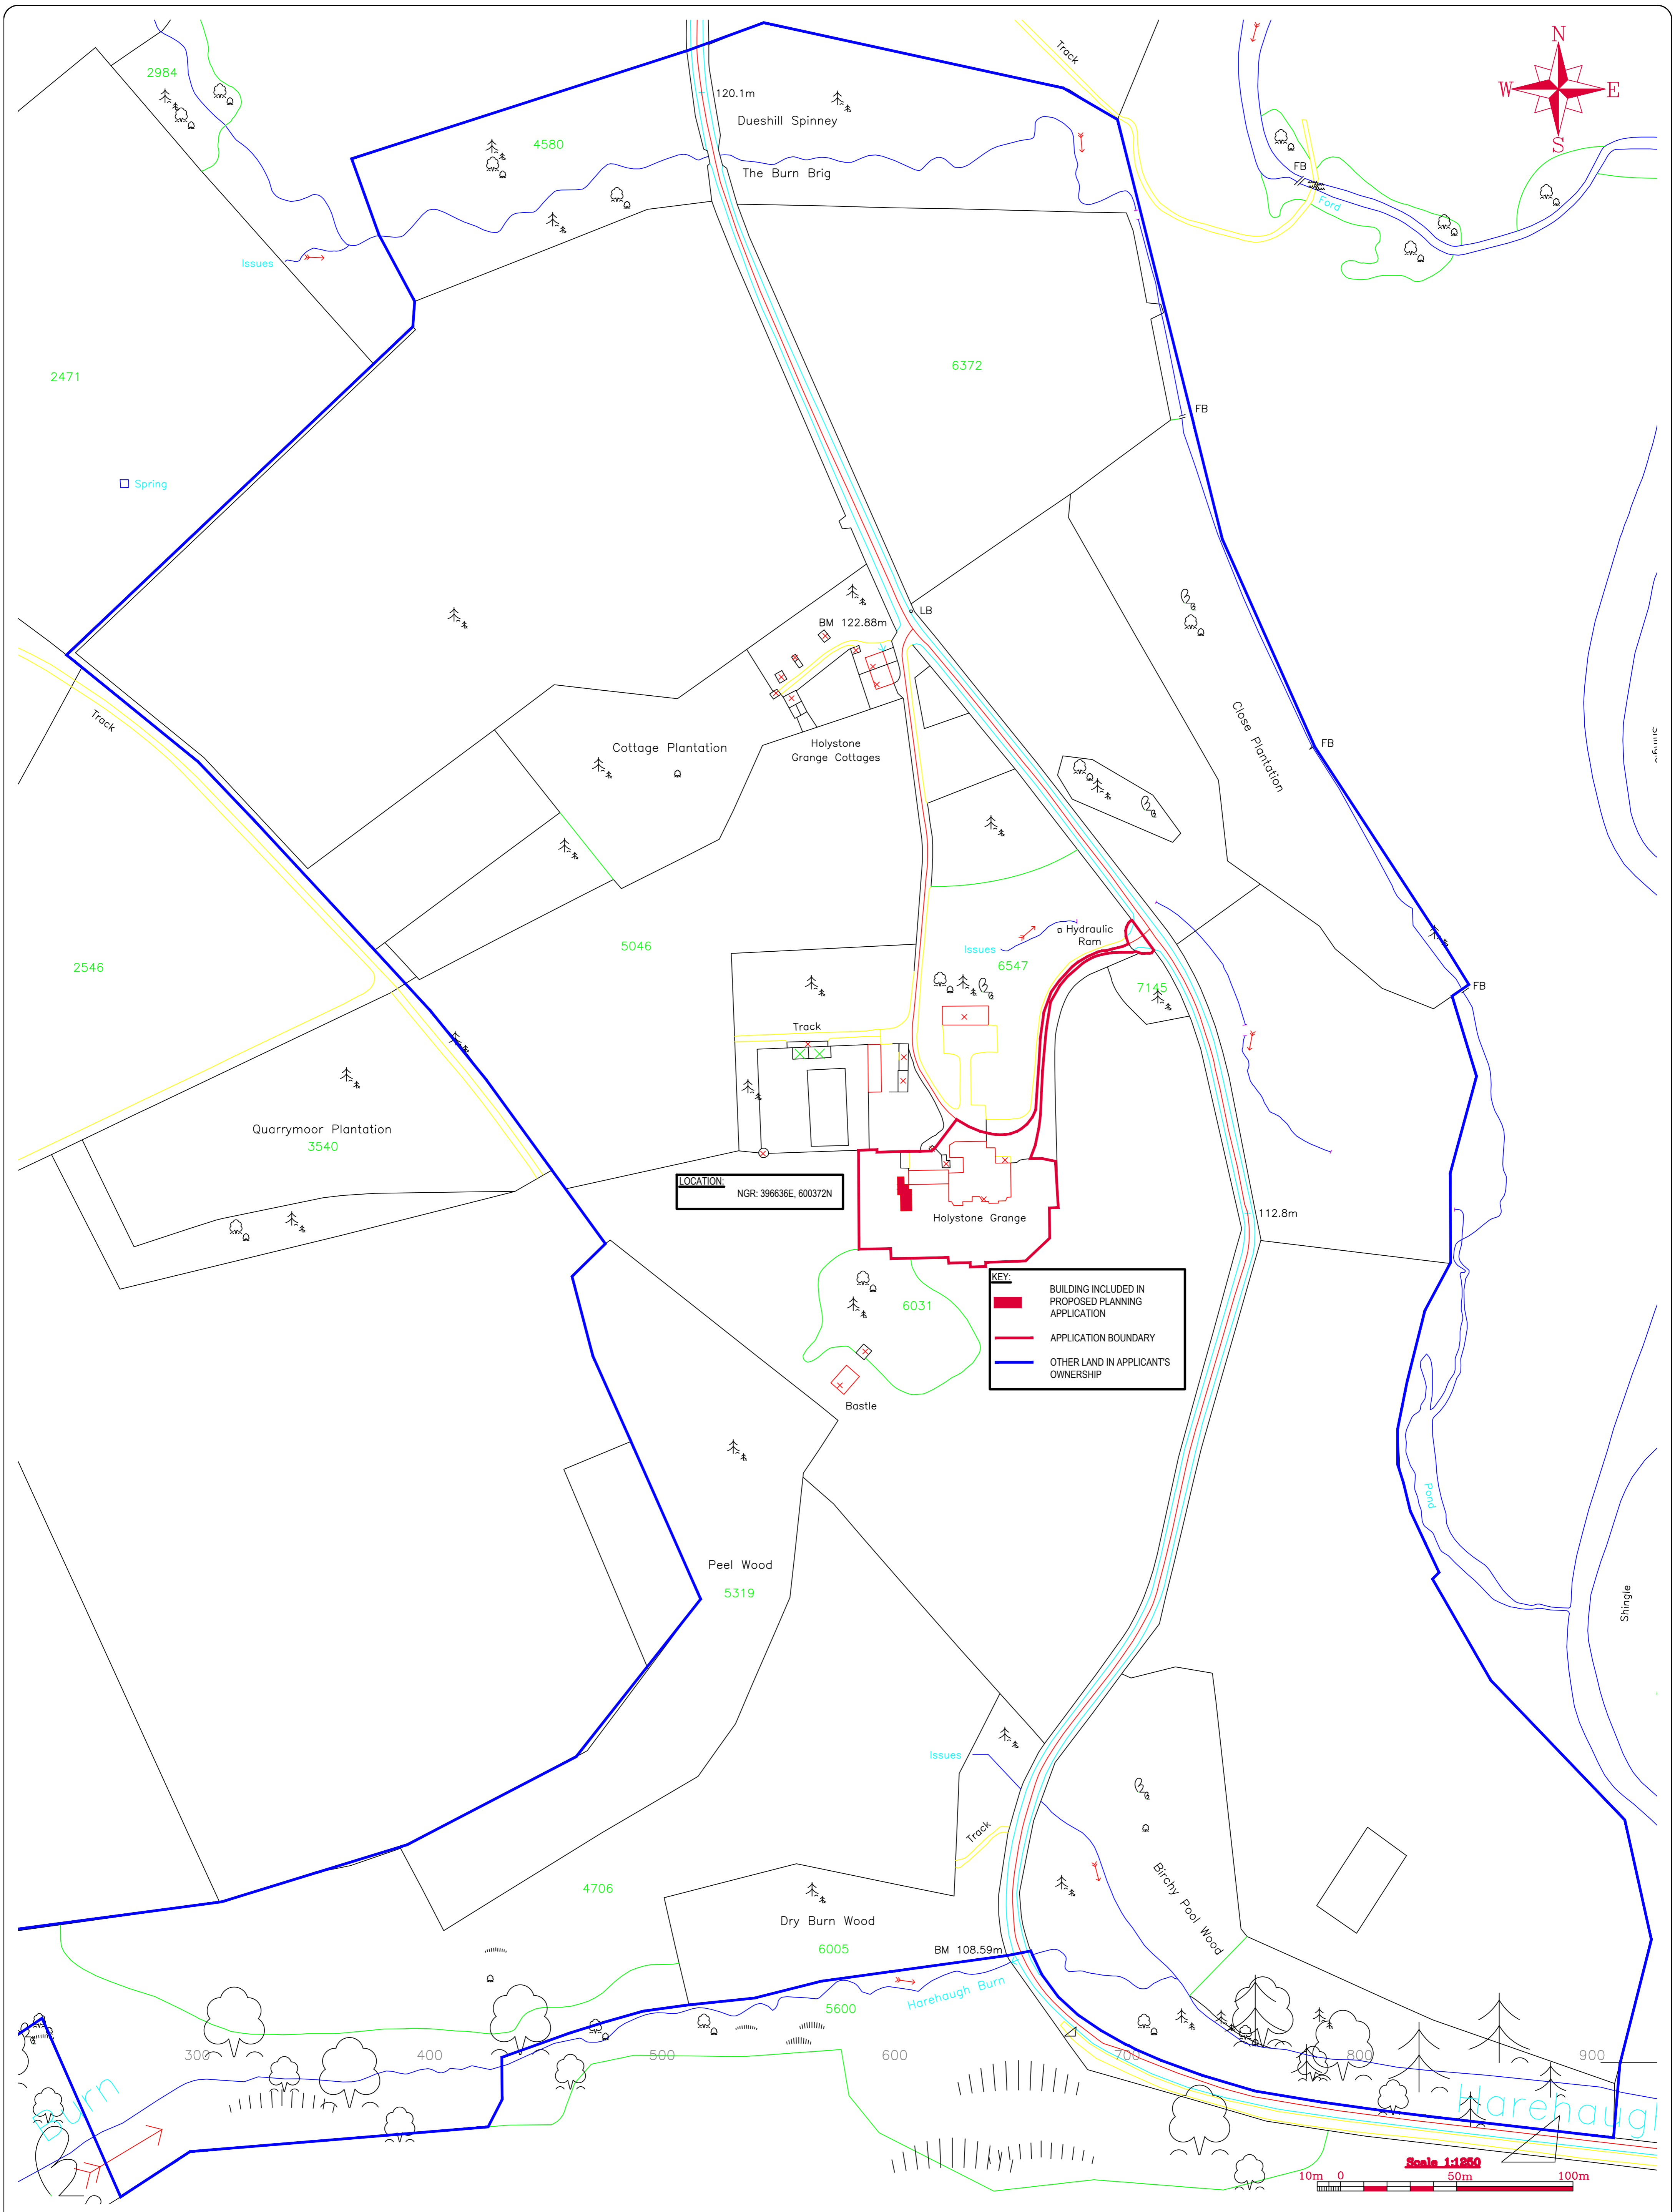 N
W
E
S
Track
2984
120.1m
Dueshill Spinney
4580
The Burn Brig
FB
Ford
Issues
6372
2471
FB
Spring
LB
BM 122.88m
Track
Cottage Plantation
Holystone
Grange Cottages
Close Plantation
FB
Shingle
5046
Hydraulic
Ram
Issues
6547
2546
7145
FB
Track
Quarrymoor Plantation
3540
LOCATION:
NGR: 396636E, 600372N
Holystone Grange
112.8m
KEY:
BUILDING INCLUDED IN
PROPOSED PLANNING
APPLICATION
APPLICATION BOUNDARY
OTHER LAND IN APPLICANT'S
OWNERSHIP
6031
Bastle
Pond
Peel Wood
5319
Shingle
Issues
Track
4706
Birchy Pool Wood
Dry Burn Wood
6005
BM 108.59m
Harehaugh Burn
5600
300
400
500
600
700
800
900
Burn
Harehaugh
Scale 1:1250
10m 0 50m 100m